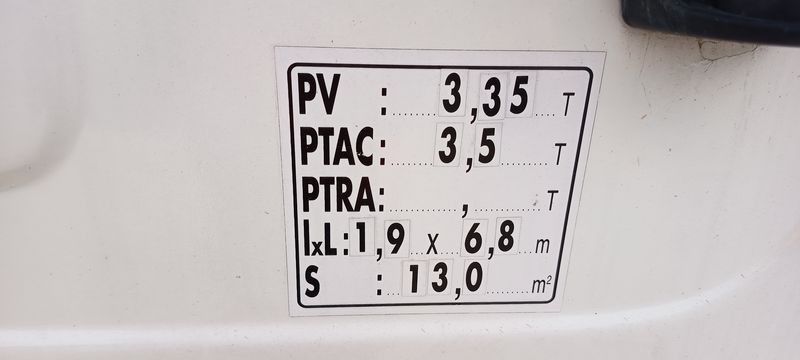 PV : 3,35 T
PTAC: 3,5 T
PTRA: , T
lxL: 1,9 x 6,8 m
S : 13,0 m²